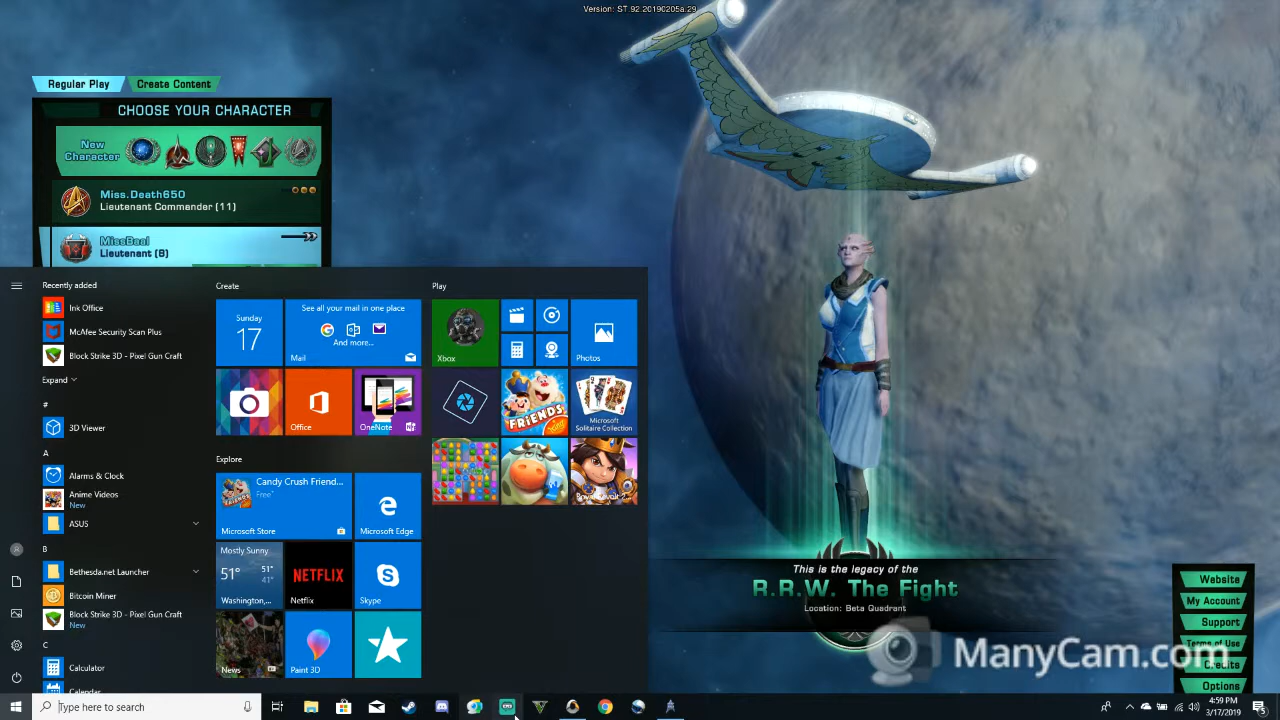 Version: ST.92.20190205a.29
Regular Play
Create Content
CHOOSE YOUR CHARACTER
New
Character
Miss.Death650
Lieutenant Commander (11)
MissBaal
Lieutenant (8)
Recently added
Ink Office
McAfee Security Scan Plus
Block Strike 3D - Pixel Gun Craft
Expand
#
3D Viewer
A
Alarms & Clock
Anime Videos
New
ASUS
B
Bethesda.net Launcher
Bitcoin Miner
Block Strike 3D - Pixel Gun Craft
New
C
Calculator
Calendar
Create
Sunday
17
See all your mail in one place
And more...
Mail
Office
OneNote
Explore
Candy Crush Friend...
Free*
Microsoft Store
Microsoft Edge
Mostly Sunny
51°
51°
41°
Washington,...
NETFLIX
Netflix
Skype
News
Paint 3D
Play
Xbox
Photos
FRIENDS
Microsoft
Solitaire Collection
Royal Revolt 2
This is the legacy of the
R.R.W. The Fight
Location: Beta Quadrant
Website
My Account
Support
Terms of Use
Credits
Options
ManyCam.com
Type here to search
4:59 PM
3/17/2019
5